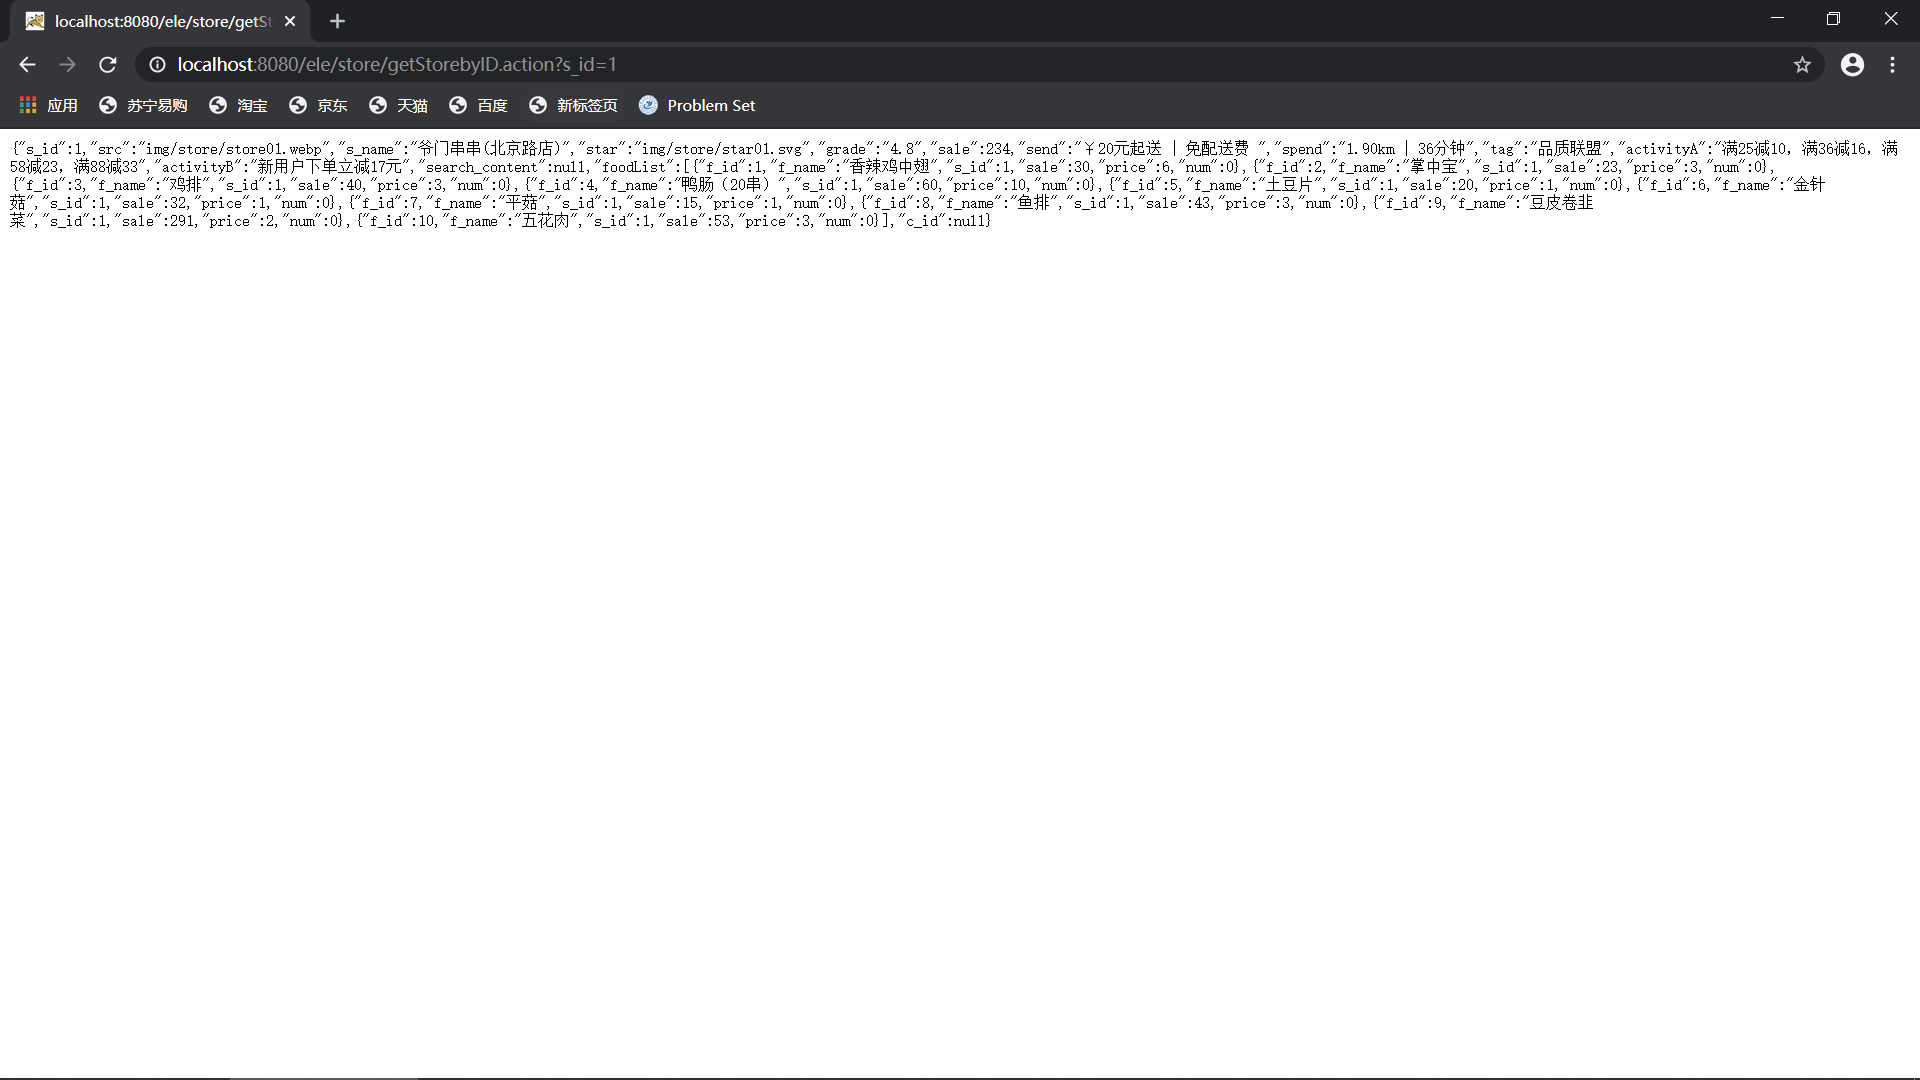 localhost:8080/ele/store/getSt
localhost:8080/ele/store/getStorebyID.action?s_id=1
应用 苏宁易购 淘宝 京东 天猫 百度 新标签页 Problem Set
{"s_id":1,"src":"img/store/store01.webp","s_name":"爷门串串(北京路店)","star":"img/store/star01.svg","grade":"4.8","sale":234,"send":"￥20元起送 | 免配送费 ","spend":"1.90km | 36分钟","tag":"品质联盟","activityA":"满25减10，满36减16，满
58减23，满88减33","activityB":"新用户下单立减17元","search_content":null,"foodList":[{"f_id":1,"f_name":"香辣鸡中翅","s_id":1,"sale":30,"price":6,"num":0},{"f_id":2,"f_name":"掌中宝","s_id":1,"sale":23,"price":3,"num":0},
{"f_id":3,"f_name":"鸡排","s_id":1,"sale":40,"price":3,"num":0},{"f_id":4,"f_name":"鸭肠（20串）","s_id":1,"sale":60,"price":10,"num":0},{"f_id":5,"f_name":"土豆片","s_id":1,"sale":20,"price":1,"num":0},{"f_id":6,"f_name":"金针
菇","s_id":1,"sale":32,"price":1,"num":0},{"f_id":7,"f_name":"平菇","s_id":1,"sale":15,"price":1,"num":0},{"f_id":8,"f_name":"鱼排","s_id":1,"sale":43,"price":3,"num":0},{"f_id":9,"f_name":"豆皮卷韭
菜","s_id":1,"sale":291,"price":2,"num":0},{"f_id":10,"f_name":"五花肉","s_id":1,"sale":53,"price":3,"num":0}],"c_id":null}